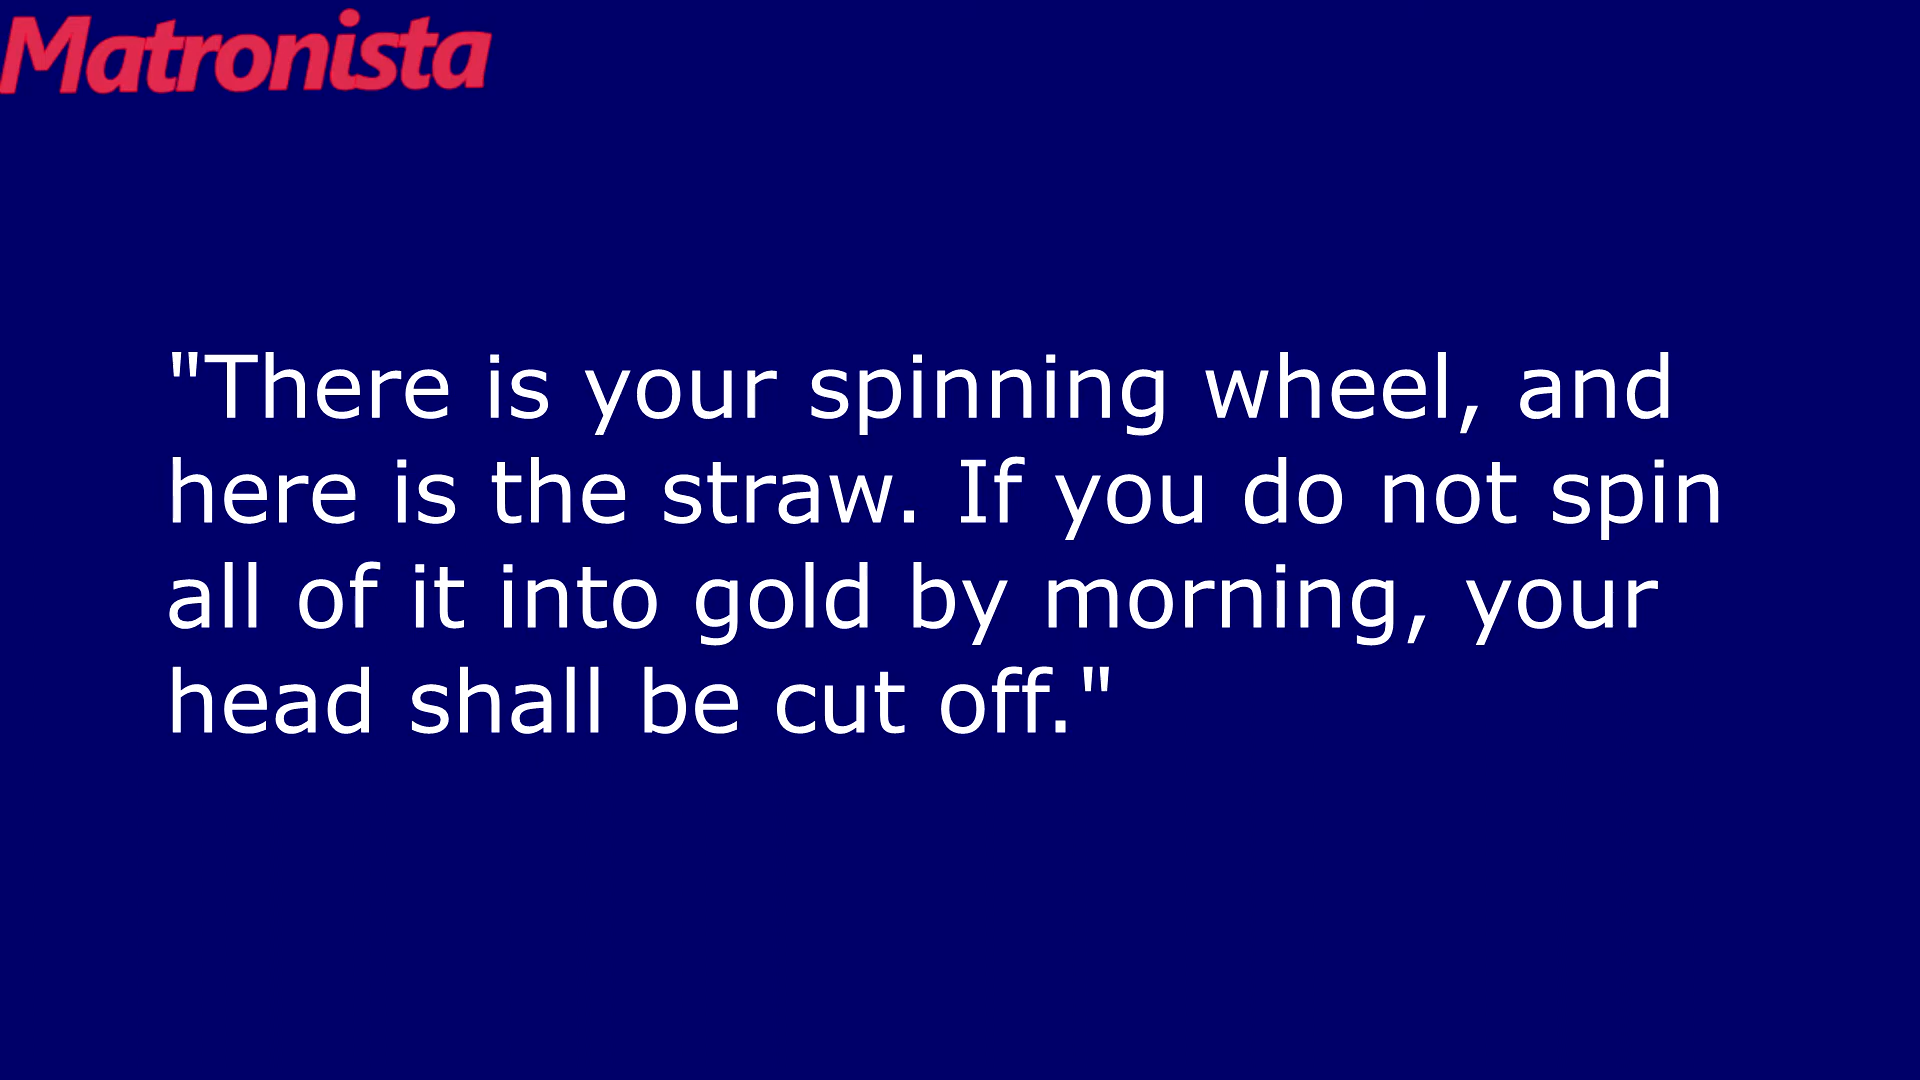 Matronista
"There is your spinning wheel, and
here is the straw. If you do not spin
all of it into gold by morning, your
head shall be cut off."